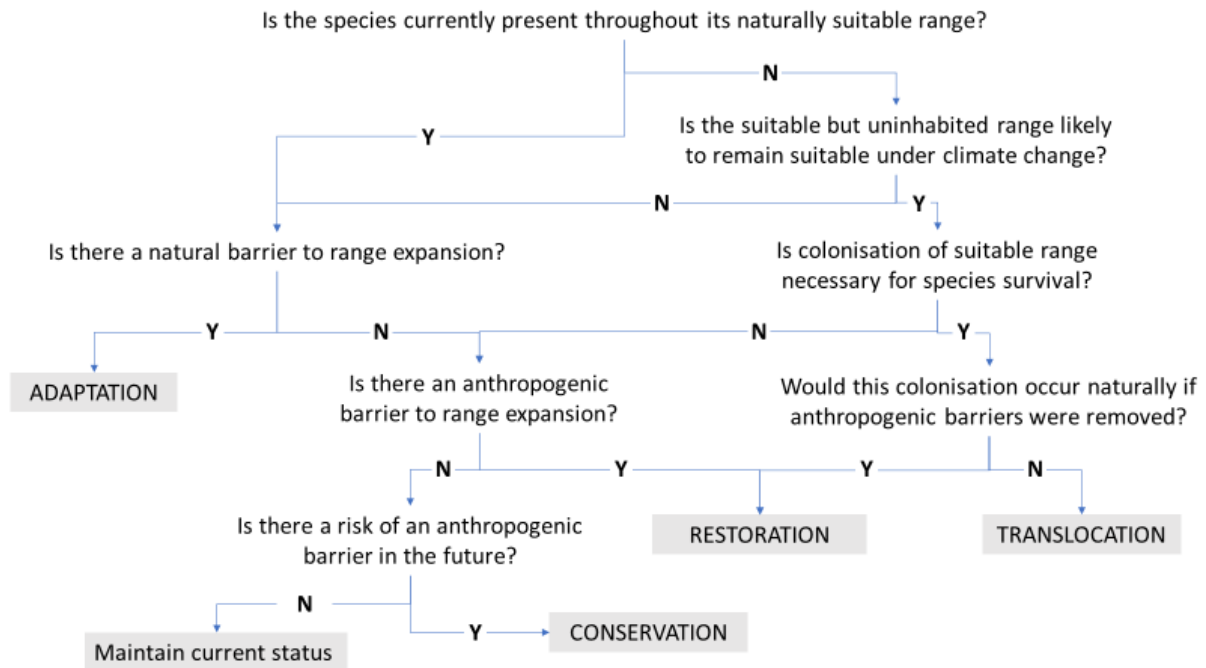 Is the species currently present throughout its naturally suitable range?
N
Y
Is the suitable but uninhabited range likely
to remain suitable under climate change?
N
Y
Is there a natural barrier to range expansion?
Is colonisation of suitable range
necessary for species survival?
Y
N
N
Y
ADAPTATION
Is there an anthropogenic
barrier to range expansion?
Would this colonisation occur naturally if
anthropogenic barriers were removed?
N
Y
Y
N
Is there a risk of an anthropogenic
barrier in the future?
RESTORATION
TRANSLOCATION
N
Y
CONSERVATION
Maintain current status